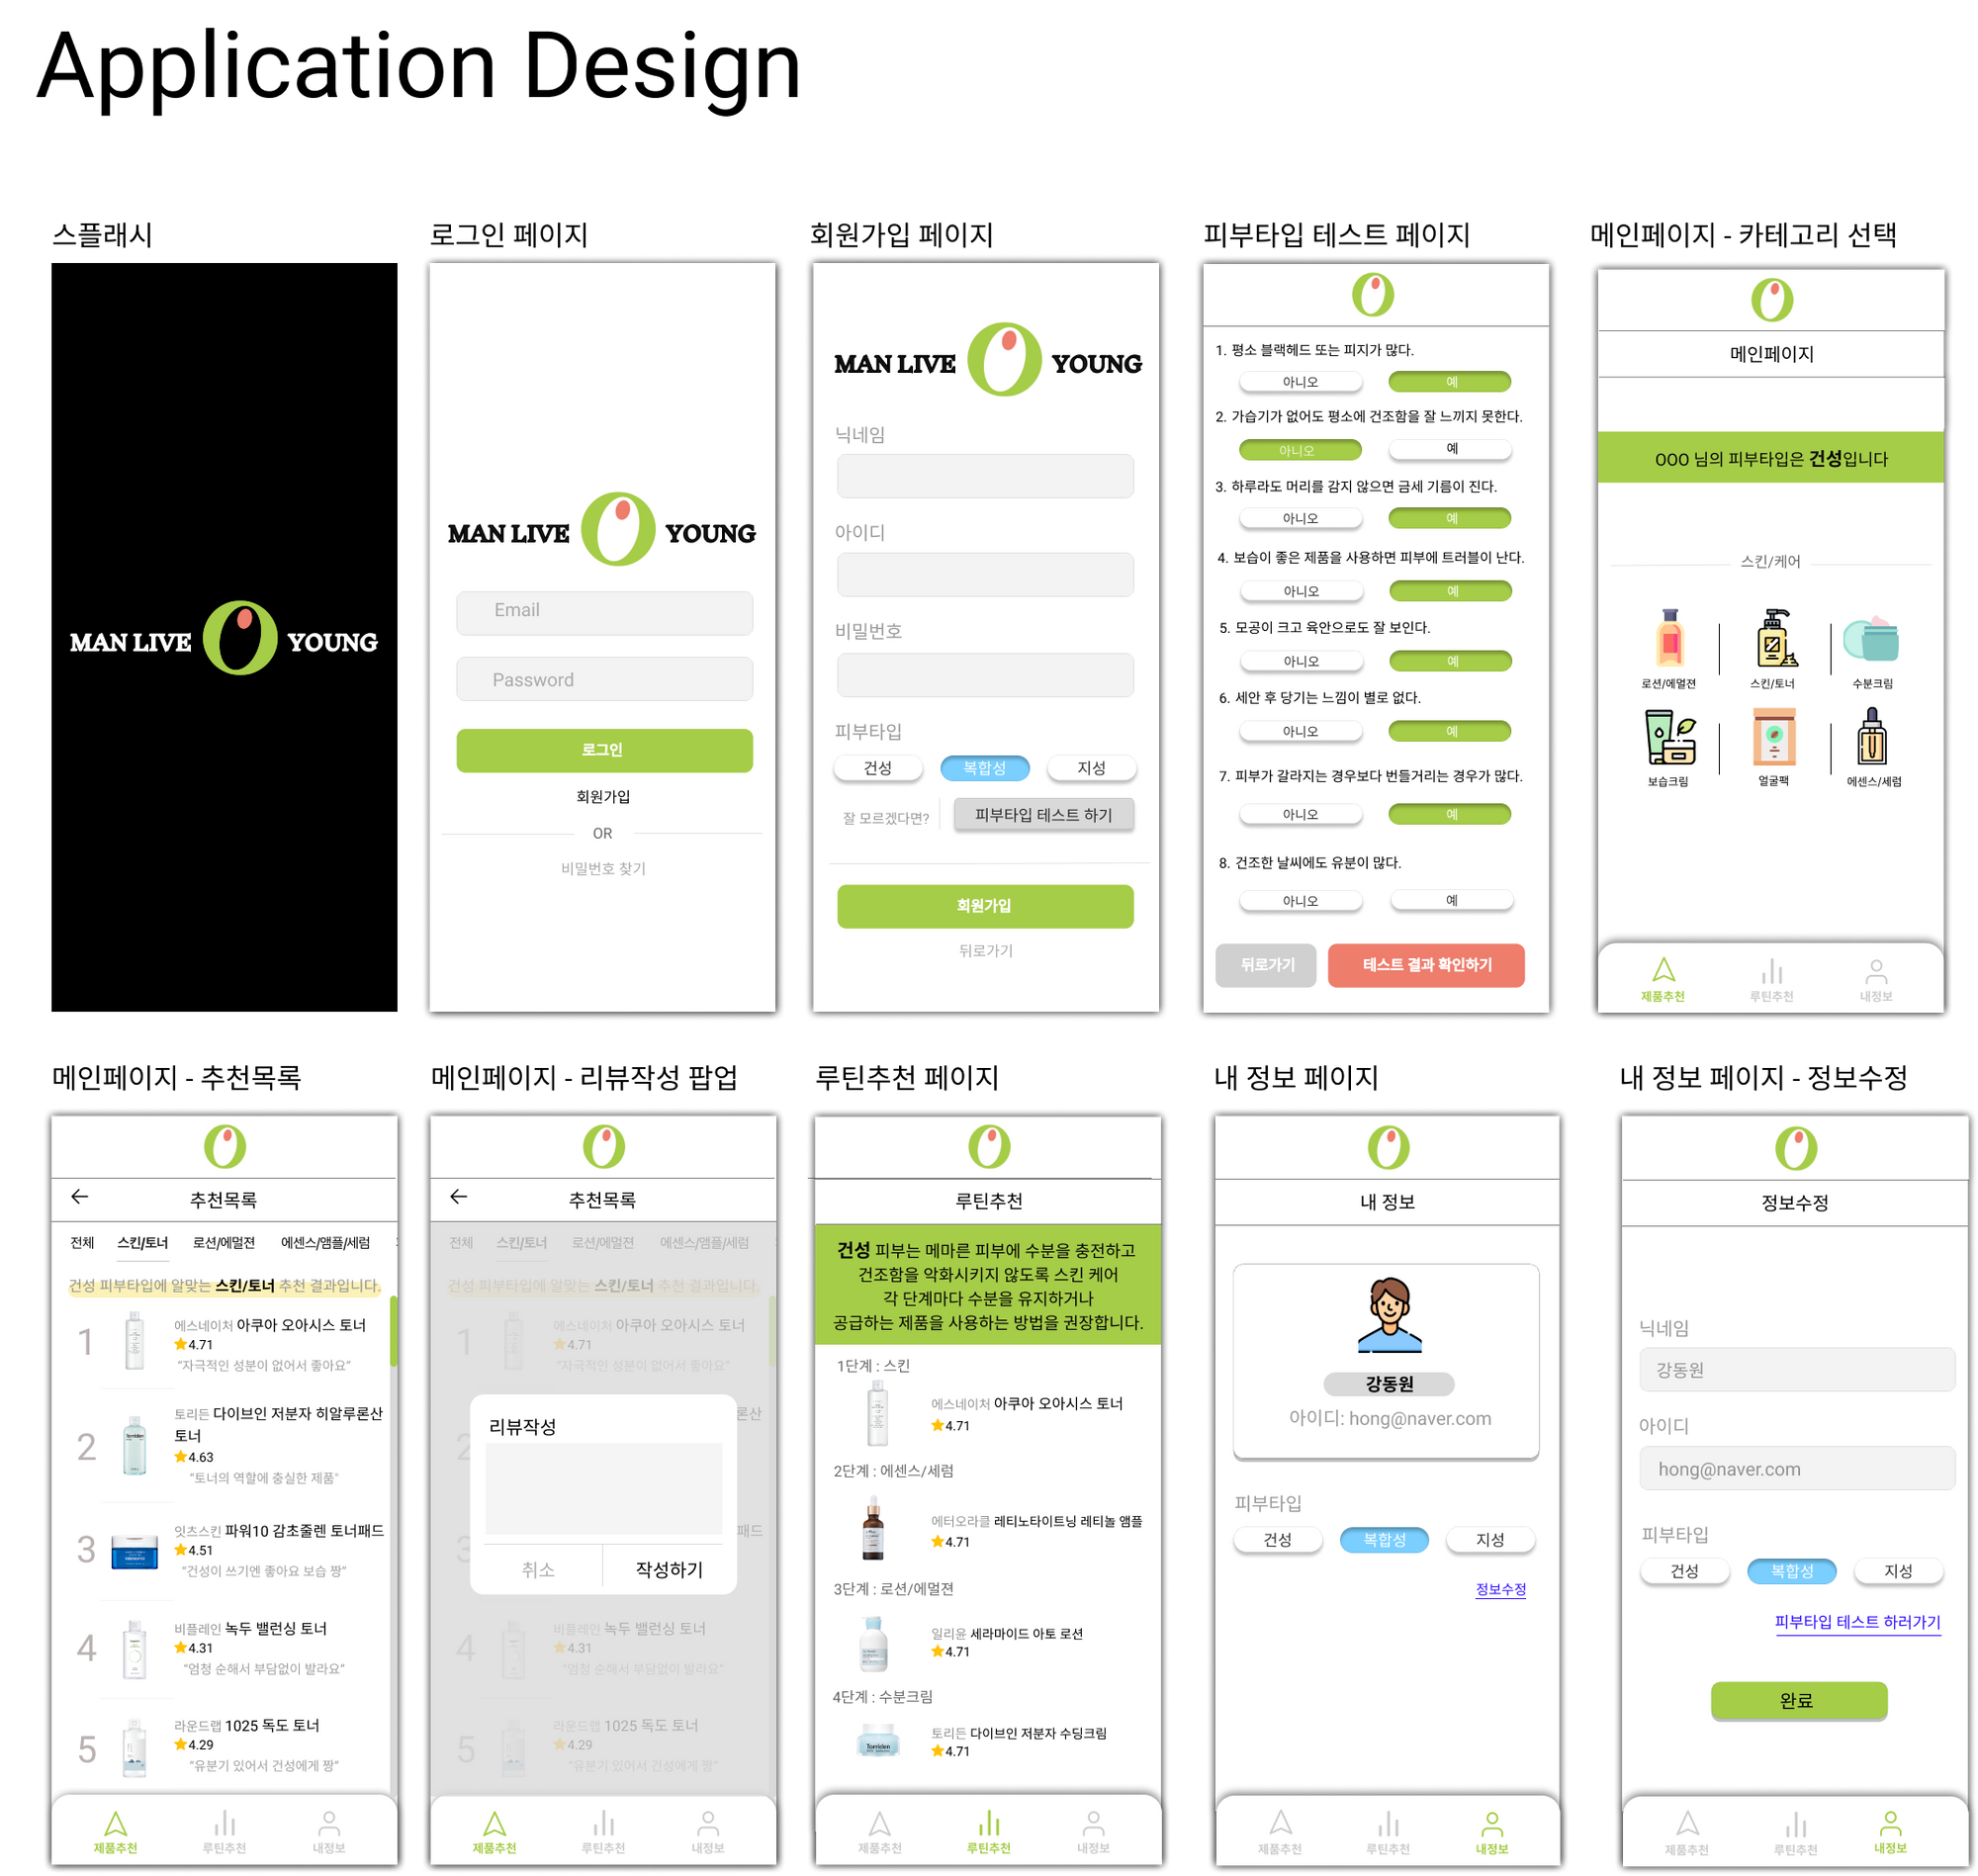 Application Design
스플래시
MAN LIVE YOUNG
로그인 페이지
MAN LIVE YOUNG
Email
Password
로그인
회원가입
OR
비밀번호 찾기
회원가입 페이지
MAN LIVE YOUNG
닉네임
아이디
비밀번호
피부타입
건성 복합성 지성
잘 모르겠다면? 피부타입 테스트 하기
회원가입
뒤로가기
피부타입 테스트 페이지
1. 평소 블랙헤드 또는 피지가 많다.
아니오 예
2. 가습기가 없어도 평소에 건조함을 잘 느끼지 못한다.
아니오 예
3. 하루라도 머리를 감지 않으면 금세 기름이 진다.
아니오 예
4. 보습이 좋은 제품을 사용하면 피부에 트러블이 난다.
아니오 예
5. 모공이 크고 육안으로도 잘 보인다.
아니오 예
6. 세안 후 당기는 느낌이 별로 없다.
아니오 예
7. 피부가 갈라지는 경우보다 번들거리는 경우가 많다.
아니오 예
8. 건조한 날씨에도 유분이 많다.
아니오 예
뒤로가기 테스트 결과 확인하기
메인페이지 - 카테고리 선택
메인페이지
OOO 님의 피부타입은 건성입니다
스킨/케어
로션/에멀젼 스킨/토너 수분크림
보습크림 얼굴팩 에센스/세럼
제품추천 루틴추천 내정보
메인페이지 - 추천목록
추천목록
전체 스킨/토너 로션/에멀젼 에센스/앰플/세럼
건성 피부타입에 알맞는 스킨/토너 추천 결과입니다.
1 에스네이처 아쿠아 오아시스 토너
4.71
“자극적인 성분이 없어서 좋아요”
2 토리든 다이브인 저분자 히알루론산
토너
4.63
“토너의 역할에 충실한 제품"
3 잇츠스킨 파워10 감초줄렌 토너패드
4.51
“건성이 쓰기엔 좋아요 보습 짱”
4 비플레인 녹두 밸런싱 토너
4.31
“엄청 순해서 부담없이 발라요”
5 라운드랩 1025 독도 토너
4.29
“유분기 있어서 건성에게 짱”
제품추천 루틴추천 내정보
메인페이지 - 리뷰작성 팝업
추천목록
전체 스킨/토너 로션/에멀젼 에센스/앰플/세럼
건성 피부타입에 알맞는 스킨/토너 추천 결과입니다.
1 에스네이처 아쿠아 오아시스 토너
4.71
“자극적인 성분이 없어서 좋아요”
론산
2
리뷰작성
패드
3
취소 작성하기
4 비플레인 녹두 밸런싱 토너
4.31
“엄청 순해서 부담없이 발라요”
5 라운드랩 1025 독도 토너
4.29
“유분기 있어서 건성에게 짱”
제품추천 루틴추천 내정보
루틴추천 페이지
루틴추천
건성 피부는 메마른 피부에 수분을 충전하고
건조함을 악화시키지 않도록 스킨 케어
각 단계마다 수분을 유지하거나
공급하는 제품을 사용하는 방법을 권장합니다.
1단계 : 스킨
에스네이처 아쿠아 오아시스 토너
4.71
2단계 : 에센스/세럼
에터오라클 레티노타이트닝 레티놀 앰플
4.71
3단계 : 로션/에멀젼
일리윤 세라마이드 아토 로션
4.71
4단계 : 수분크림
Torriden
토리든 다이브인 저분자 수딩크림
4.71
제품추천 루틴추천 내정보
내 정보 페이지
내 정보
강동원
아이디: hong@naver.com
피부타입
건성 복합성 지성
정보수정
제품추천 루틴추천 내정보
내 정보 페이지 - 정보수정
정보수정
닉네임
강동원
아이디
hong@naver.com
피부타입
건성 복합성 지성
피부타입 테스트 하러가기
완료
제품추천 루틴추천 내정보